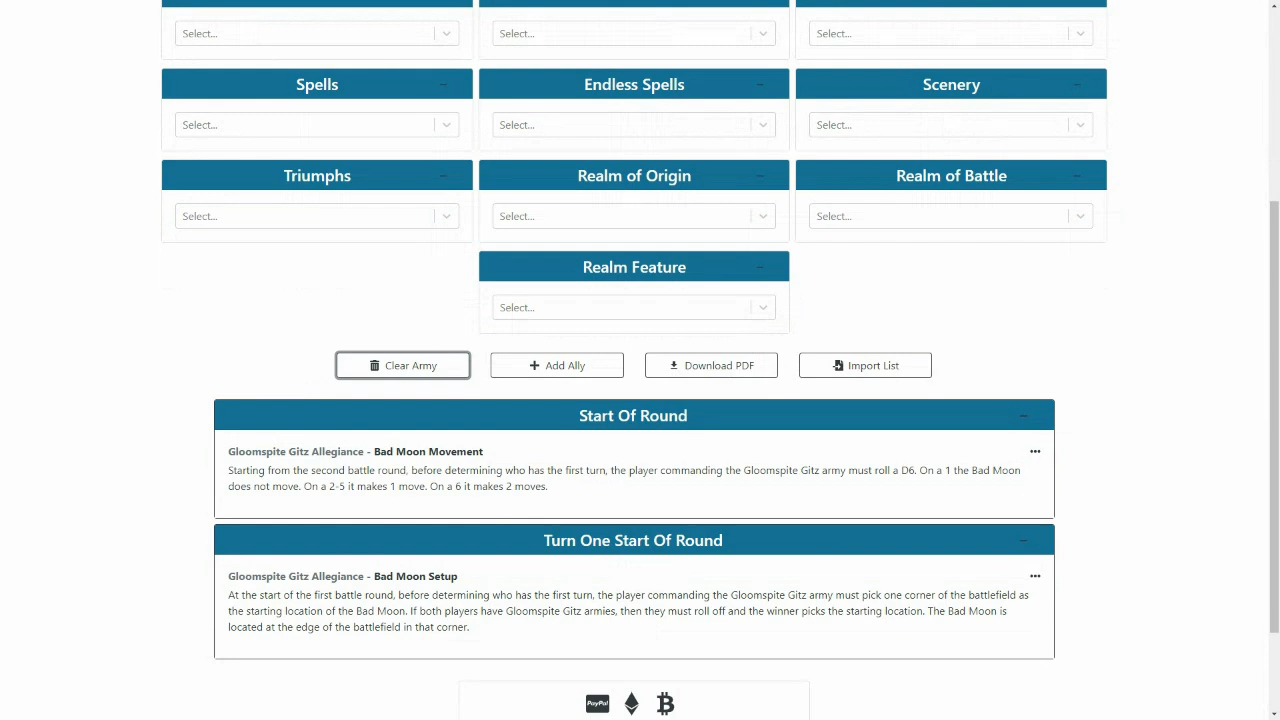 Select... Select... Select...
Spells Endless Spells Scenery
Select... Select... Select...
Triumphs Realm of Origin Realm of Battle
Select... Select... Select...
Realm Feature
Select...
Clear Army Add Ally Download PDF Import List
Start Of Round
Gloomspite Gitz Allegiance - Bad Moon Movement
Starting from the second battle round, before determining who has the first turn, the player commanding the Gloomspite Gitz army must roll a D6. On a 1 the Bad Moon
does not move. On a 2-5 it makes 1 move. On a 6 it makes 2 moves.
Turn One Start Of Round
Gloomspite Gitz Allegiance - Bad Moon Setup
At the start of the first battle round, before determining who has the first turn, the player commanding the Gloomspite Gitz army must pick one corner of the battlefield as
the starting location of the Bad Moon. If both players have Gloomspite Gitz armies, then they must roll off and the winner picks the starting location. The Bad Moon is
located at the edge of the battlefield in that corner.
PayPal